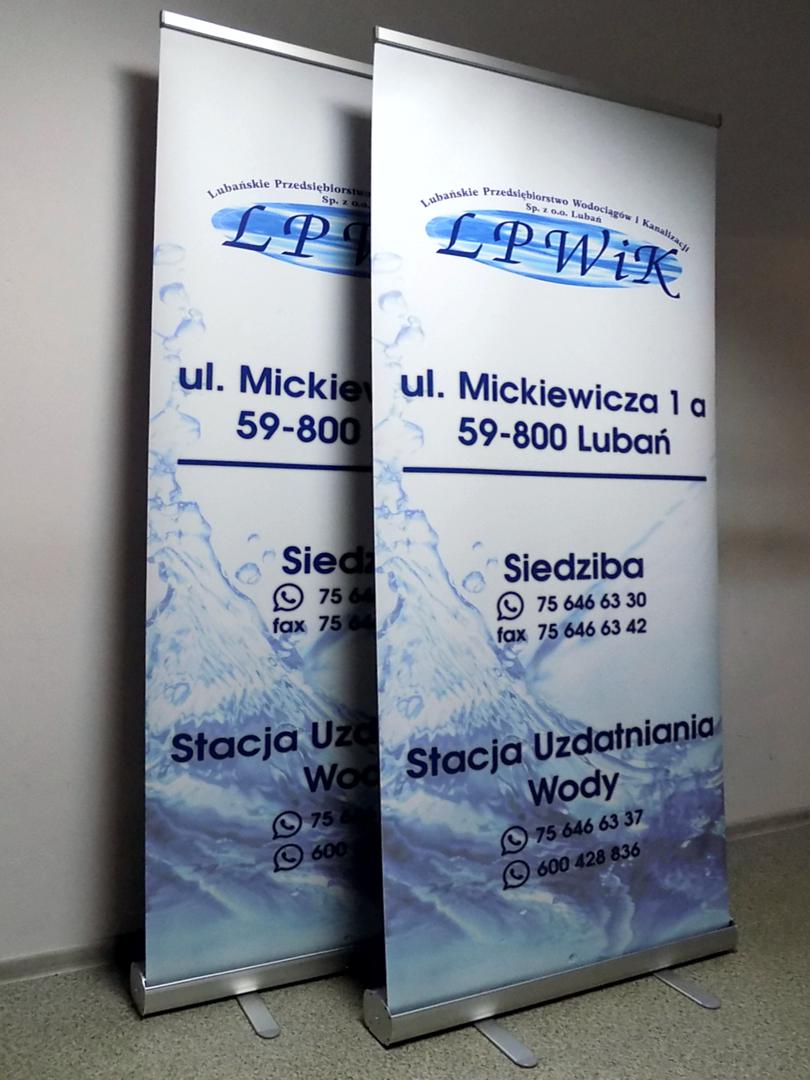 Lubańskie Przedsiębiorstwo
Sp. z o.o.
LPW
ul. Mickiew
59-800
Siedz
75 64
fax 75 64
Stacja Uzd
Wod
75 6
600
Lubańskie Przedsiębiorstwo Wodociągów i Kanalizacji
Sp. z o.o. Lubań
LPWiK
ul. Mickiewicza 1 a
59-800 Lubań
Siedziba
75 646 63 30
fax 75 646 63 42
Stacja Uzdatniania
Wody
75 646 63 37
600 428 836